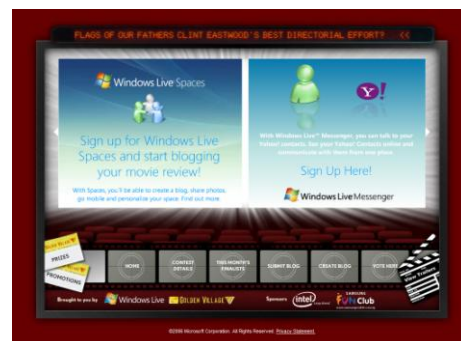 FLAGS OF OUR FATHERS CLINT EASTWOOD'S BEST DIRECTORIAL EFFORT? <<
Windows Live Spaces
Sign up for Windows Live
Spaces and start blogging
your movie review!
With Spaces, you'll be able to create a blog, share photos,
go mobile and personalize your space. Find out more.
Y!
With Windows Live™ Messenger, you can talk to your
Yahoo! contacts. See your Yahoo! Contacts online and
communicate with them from one place.
Sign Up Here!
Windows Live Messenger
PRIZES
PROMOTIONS
HOME
CONTEST
DETAILS
THIS MONTH'S
FINALISTS
SUBMIT BLOG
CREATE BLOG
VOTE HERE
View Trailers
Brought to you by
Windows Live
GOLDEN VILLAGE
Sponsors
intel
SAMSUNG
FUN Club
©2006 Microsoft Corporation. All Rights Reserved. Privacy Statement.